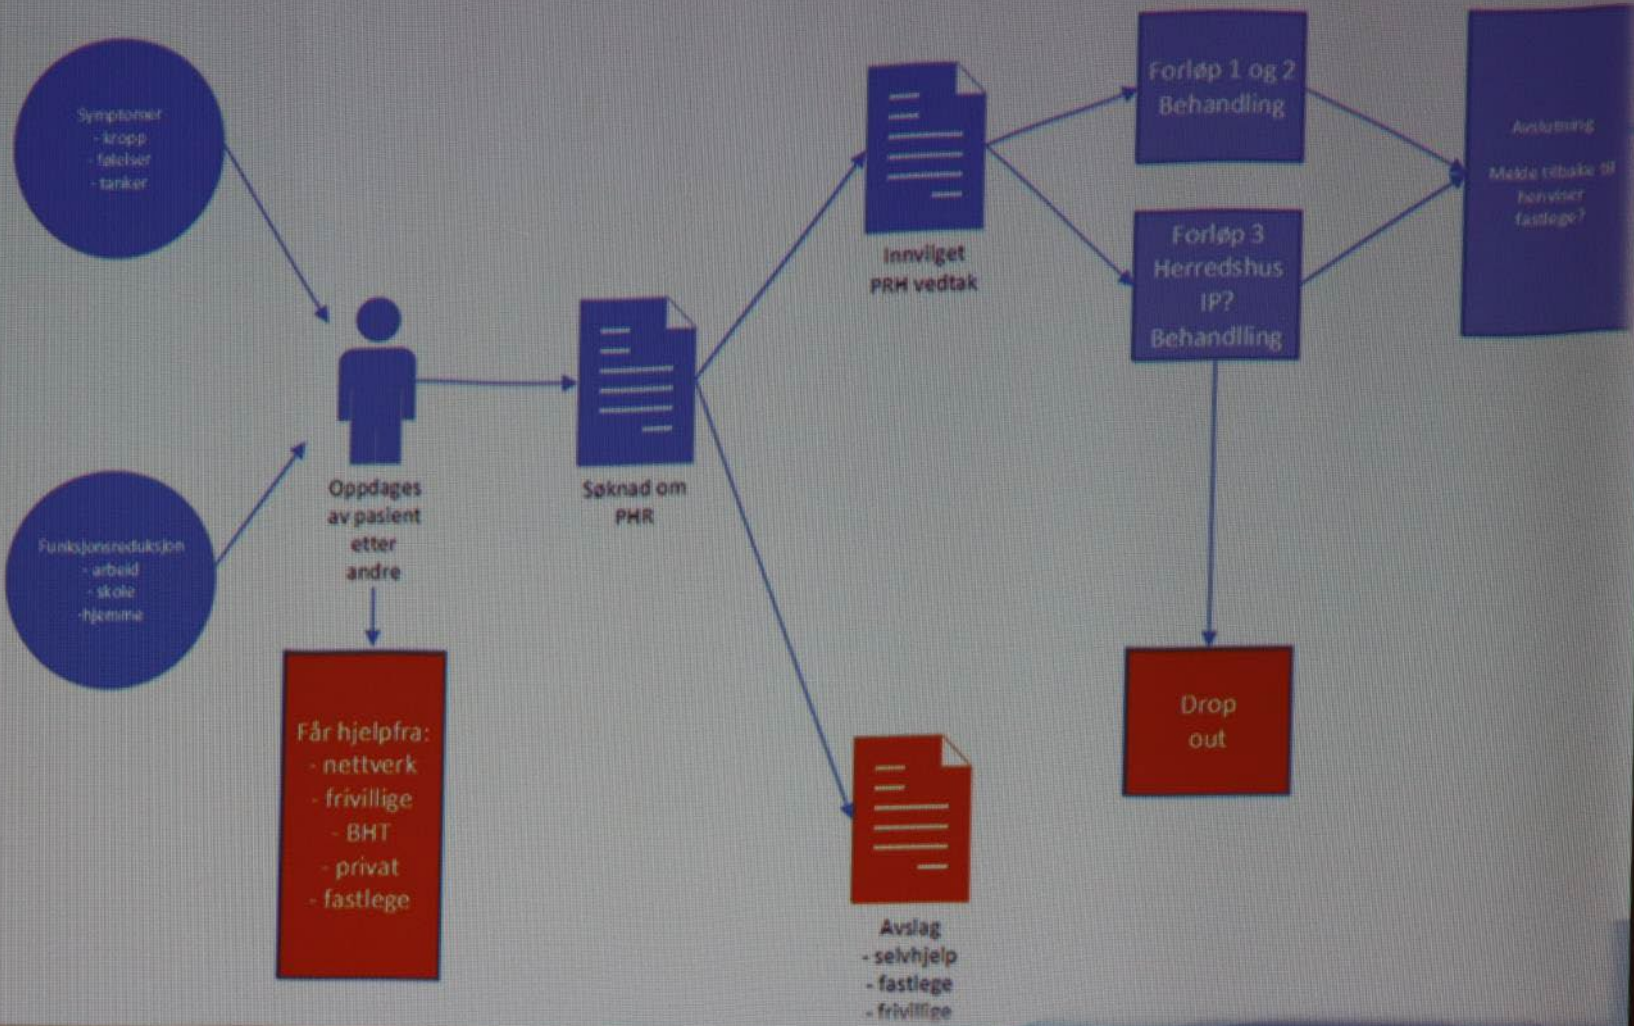 Symptomer
- kropp
- følelser
- tanker
Funksjonsreduksjon
- arbeid
- skole
-hjemme
Oppdages
av pasient
etter
andre
Får hjelpfra:
- nettverk
- frivillige
- BHT
- privat
- fastlege
Søknad om
PHR
Innvilget
PRH vedtak
Avslag
- selvhjelp
- fastlege
- frivillige
Forløp 1 og 2
Behandling
Forløp 3
Herredshus
IP?
Behandlling
Drop
out
Avslutning
Melde tilbake til
henviser
fastlege?